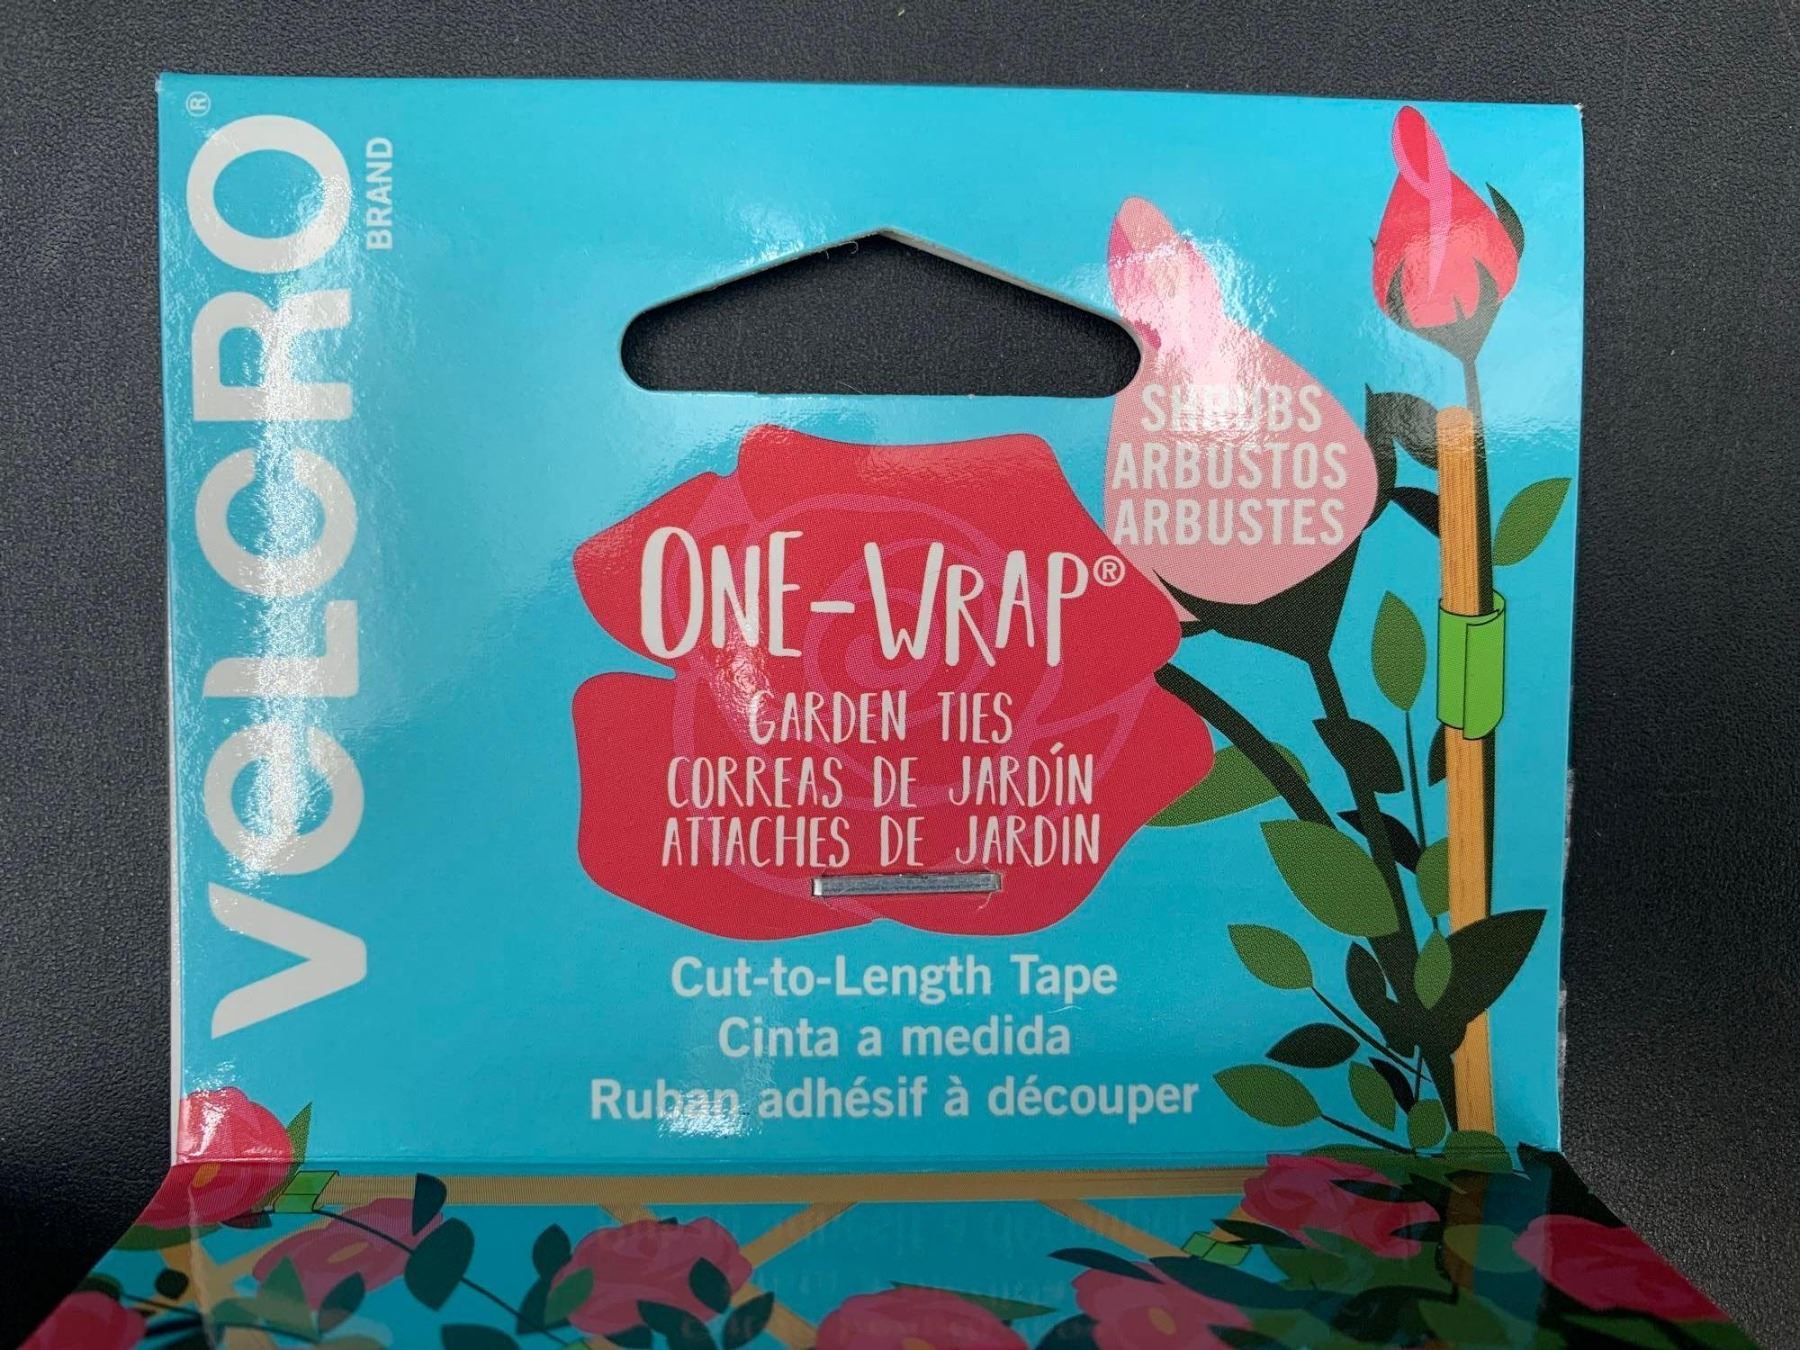 VELCRO®
BRAND
SHRUBS
ARBUSTOS
ARBUSTES
ONE-WRAP®
GARDEN TIES
CORREAS DE JARDÍN
ATTACHES DE JARDIN
Cut-to-Length Tape
Cinta a medida
Ruban adhésif à découper